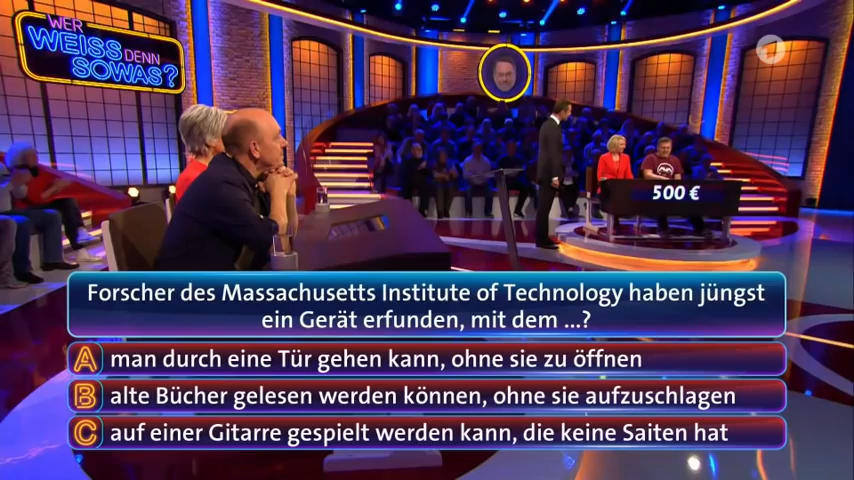 WER
WEISS DENN
SOWAS?
500 €
Forscher des Massachusetts Institute of Technology haben jüngst
ein Gerät erfunden, mit dem ...?
A man durch eine Tür gehen kann, ohne sie zu öffnen
B alte Bücher gelesen werden können, ohne sie aufzuschlagen
C auf einer Gitarre gespielt werden kann, die keine Saiten hat